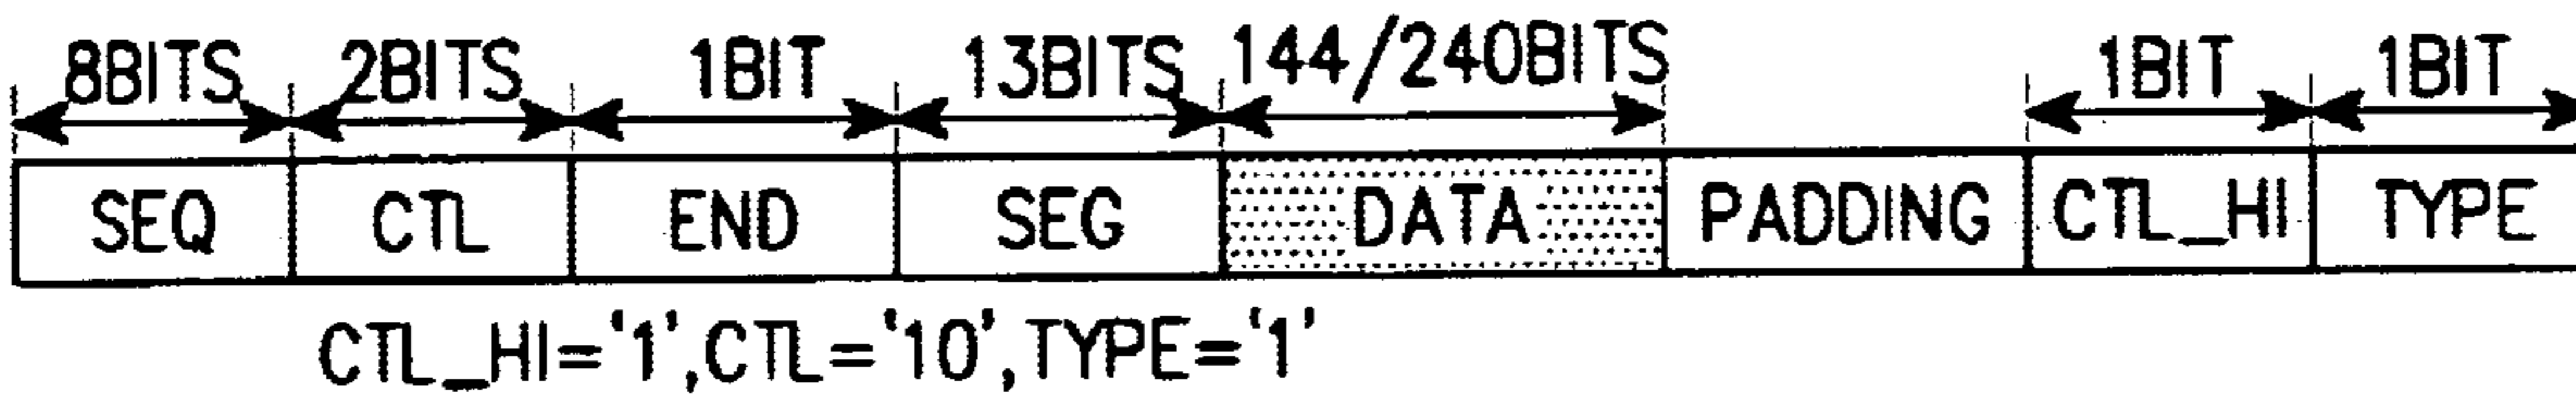 8BITS 2BITS 1BIT 13BITS 144/240BITS 1BIT 1BIT
SEQ CTL END SEG DATA PADDING CTL_HI TYPE
CTL_HI='1',CTL='10',TYPE='1'